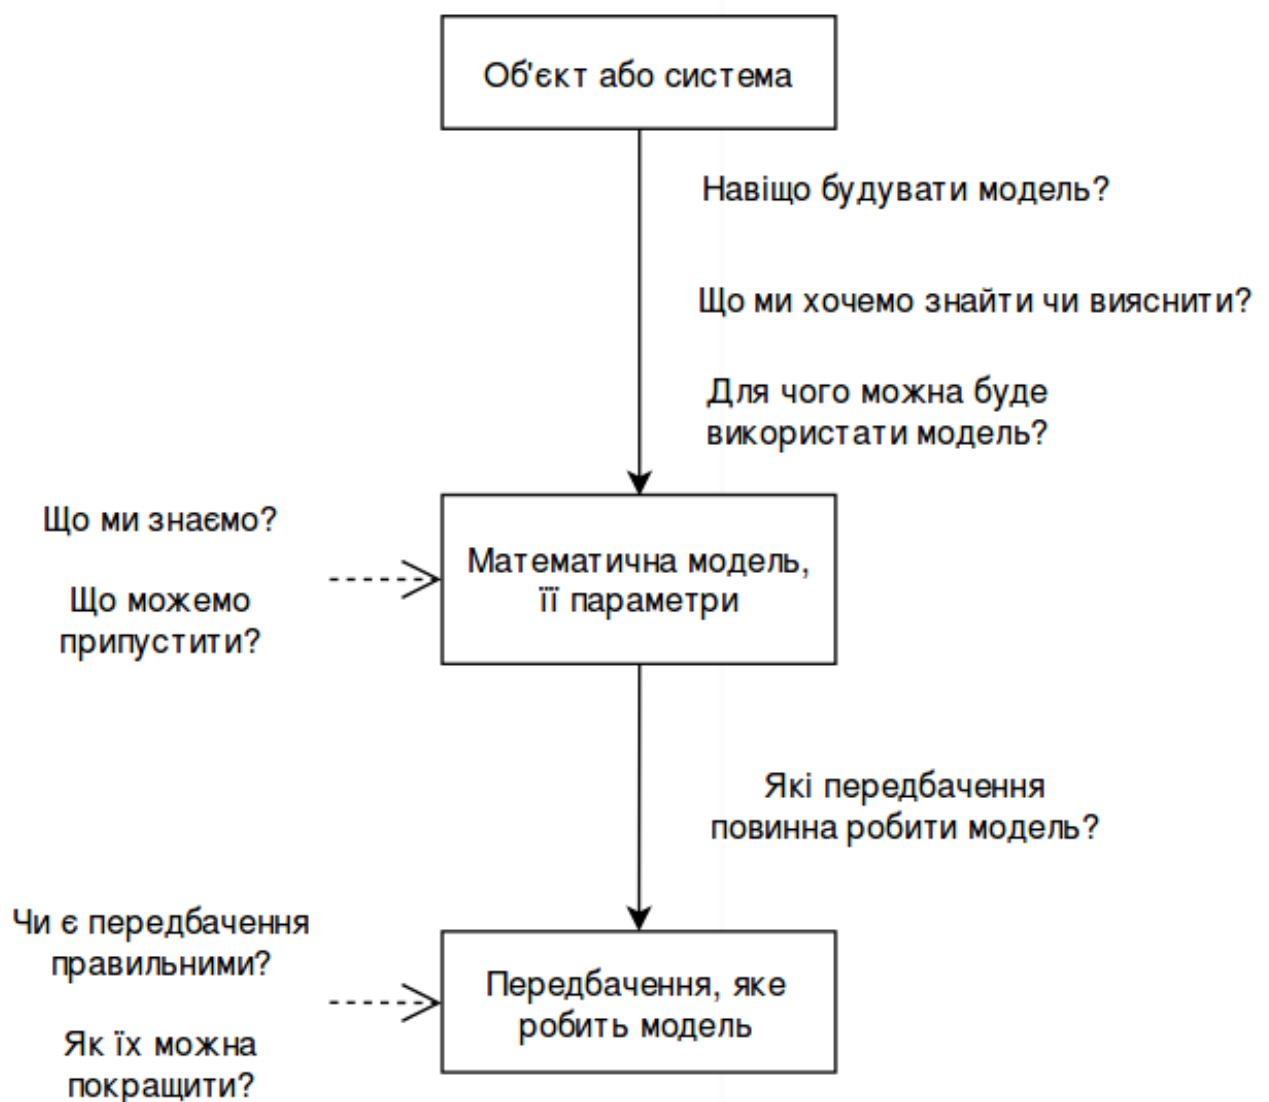 Об'єкт або система
Навіщо будувати модель?
Що ми хочемо знайти чи вияснити?
Для чого можна буде
використати модель?
Що ми знаємо?
Що можемо
припустити?
Математична модель,
її параметри
Які передбачення
повинна робити модель?
Чи є передбачення
правильними?
Як їх можна
покращити?
Передбачення, яке
робить модель